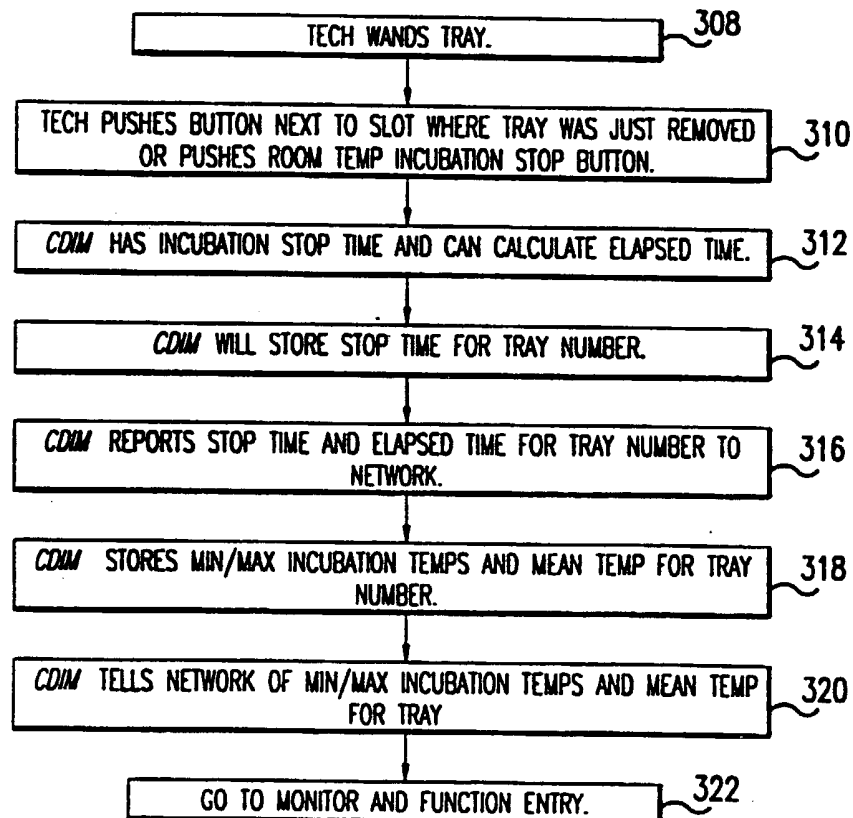 TECH WANDS TRAY.
308
TECH PUSHES BUTTON NEXT TO SLOT WHERE TRAY WAS JUST REMOVED
OR PUSHES ROOM TEMP INCUBATION STOP BUTTON.
310
CDIM HAS INCUBATION STOP TIME AND CAN CALCULATE ELAPSED TIME.
312
CDIM WILL STORE STOP TIME FOR TRAY NUMBER.
314
CDIM REPORTS STOP TIME AND ELAPSED TIME FOR TRAY NUMBER TO
NETWORK.
316
CDIM STORES MIN/MAX INCUBATION TEMPS AND MEAN TEMP FOR TRAY
NUMBER.
318
CDIM TELLS NETWORK OF MIN/MAX INCUBATION TEMPS AND MEAN TEMP
FOR TRAY
320
GO TO MONITOR AND FUNCTION ENTRY.
322